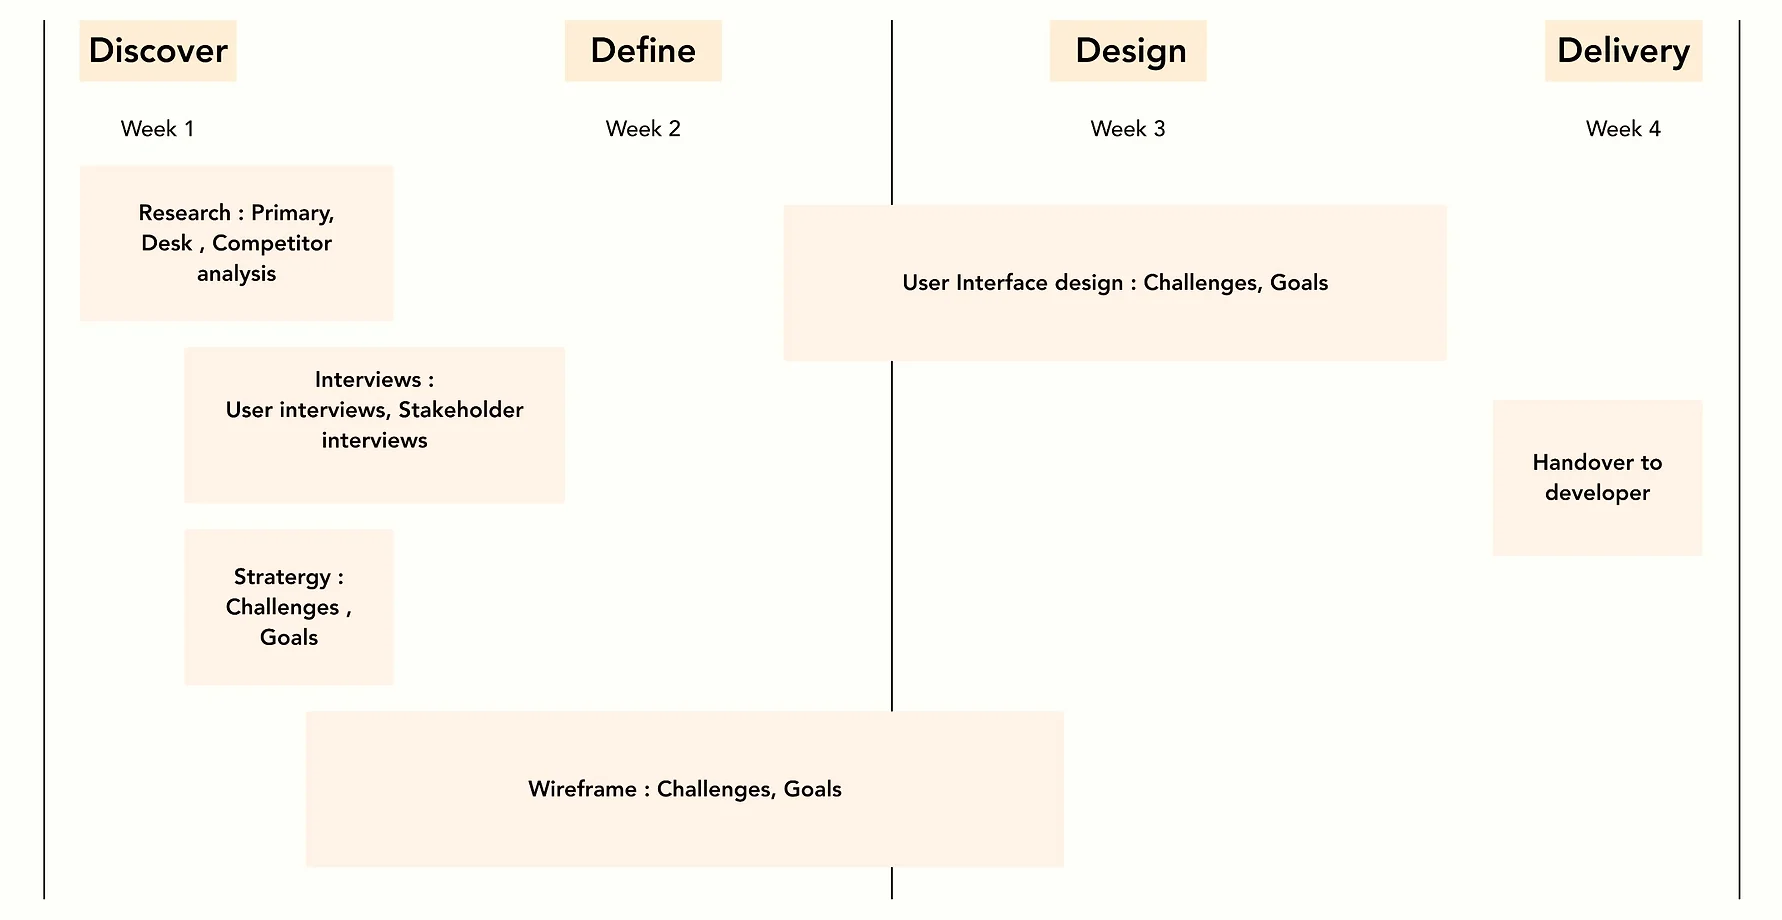 Discover
Define
Design
Delivery
Week 1
Week 2
Week 3
Week 4
Research : Primary,
Desk , Competitor
analysis
User Interface design : Challenges, Goals
Interviews :
User interviews, Stakeholder
interviews
Handover to
developer
Stratergy :
Challenges ,
Goals
Wireframe : Challenges, Goals